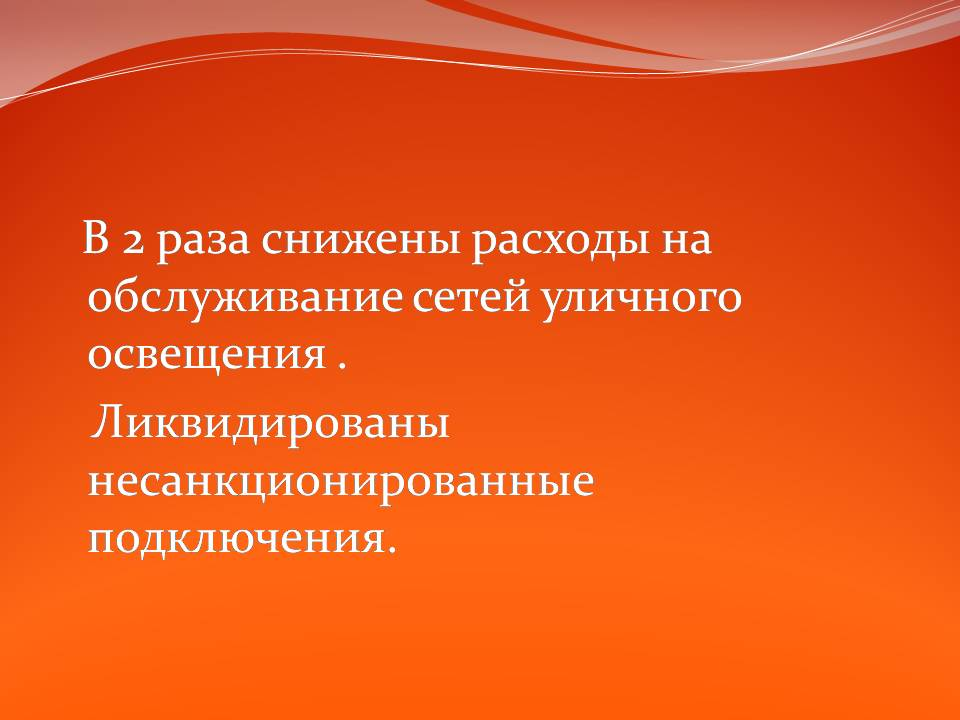 В 2 раза снижены расходы на
обслуживание сетей уличного
освещения .
Ликвидированы
несанкционированные
подключения.